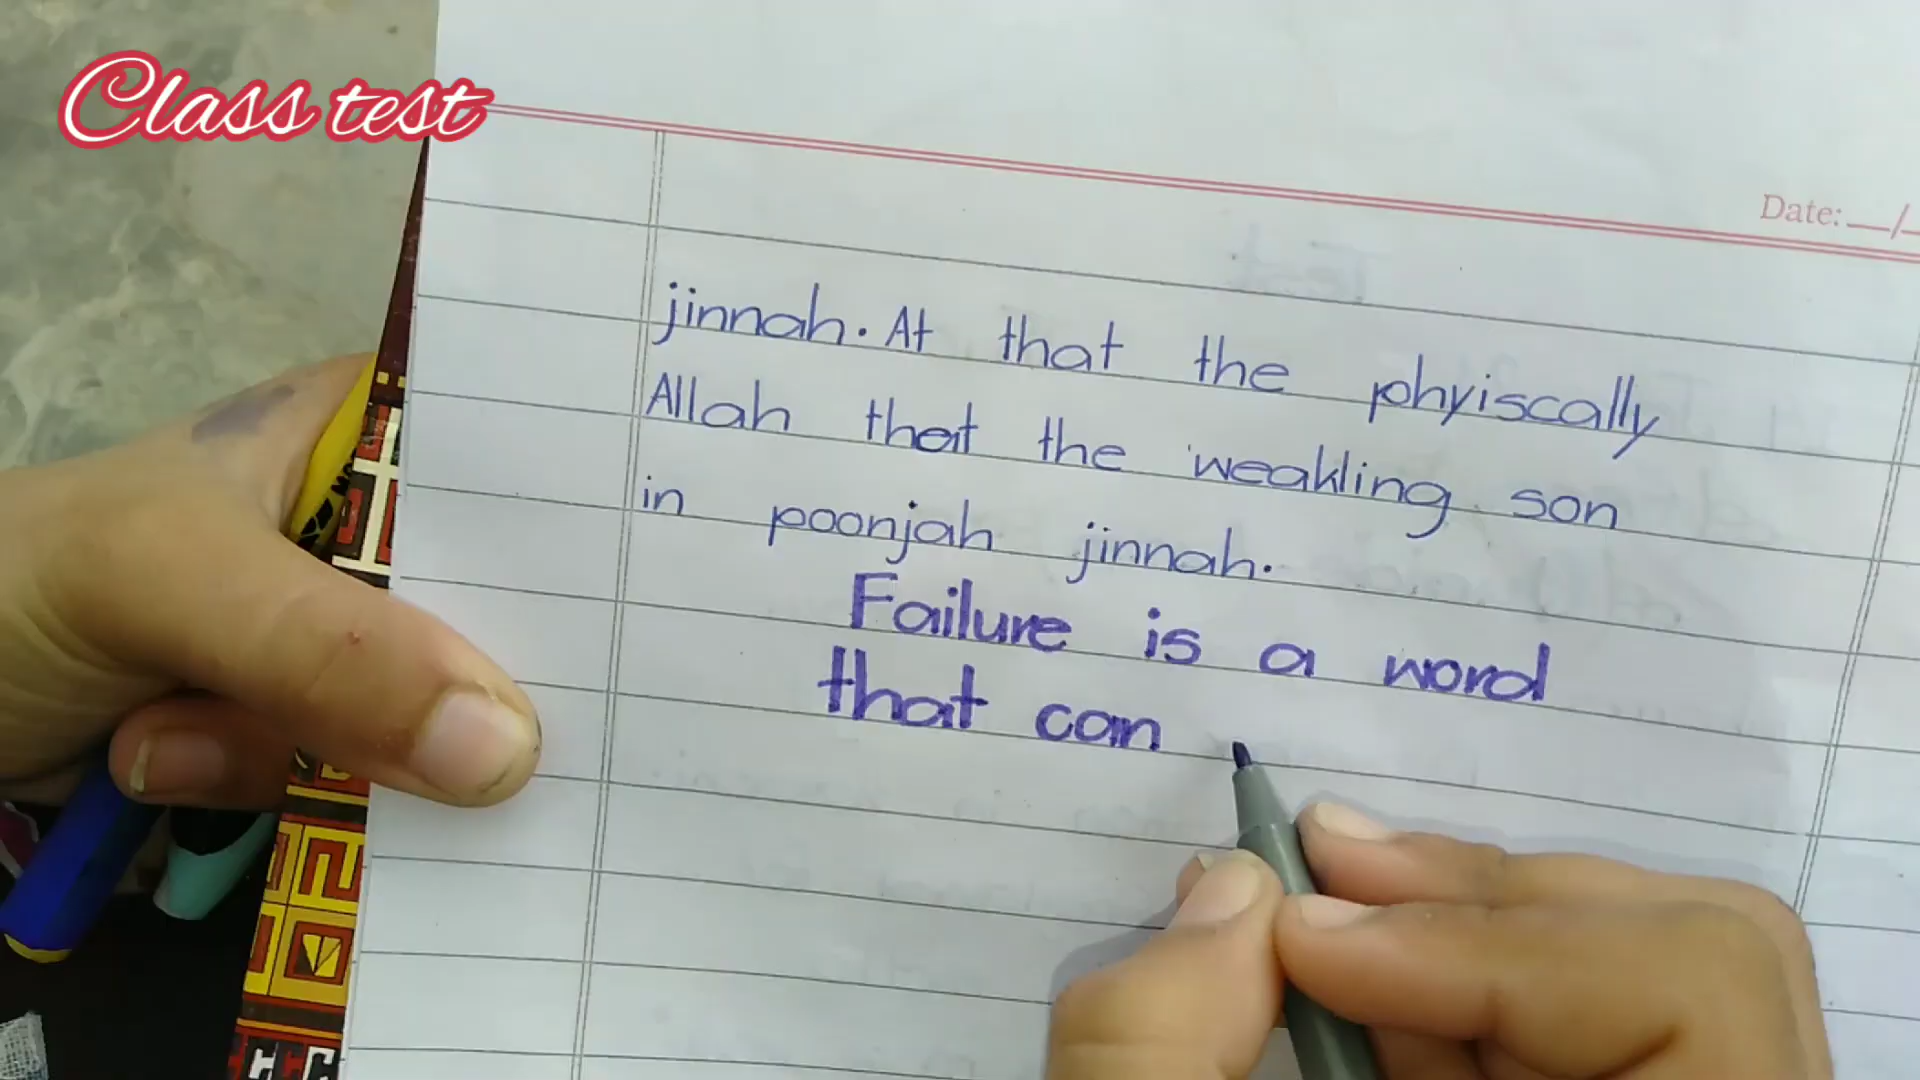 Class test
Date:__/_
jinnah. At that the phyiscally
Allah that the weakling son
in poonjah jinnah.
Failure is a word
that can